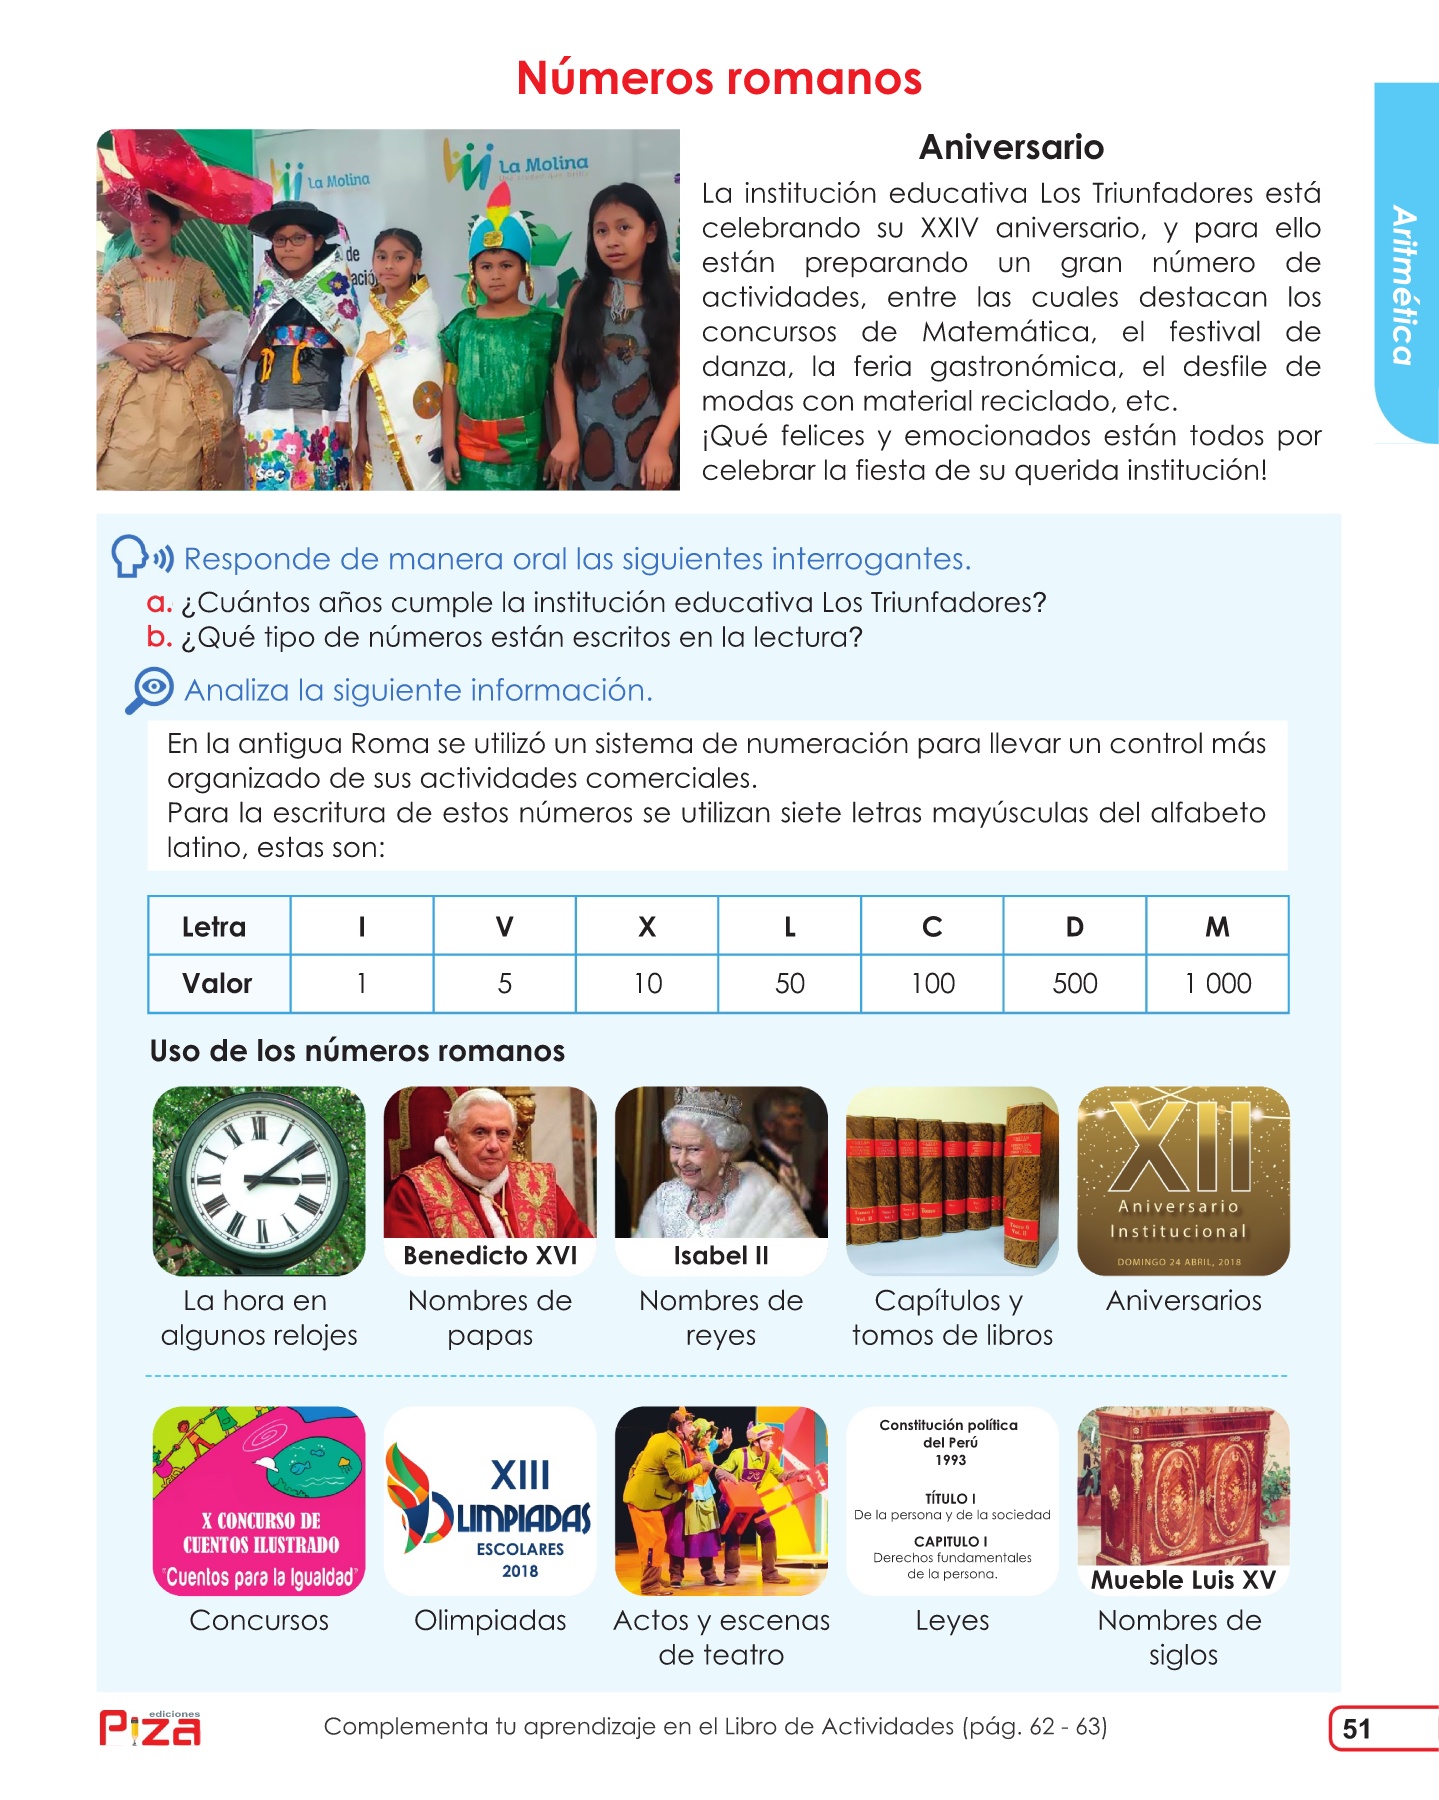 Números romanos
La Molina
La Molina
de
sec
Aniversario
La institución educativa Los Triunfadores está
celebrando su XXIV aniversario, y para ello
están preparando un gran número de
actividades, entre las cuales destacan los
concursos de Matemática, el festival de
danza, la feria gastronómica, el desfile de
modas con material reciclado, etc.
¡Qué felices y emocionados están todos por
celebrar la fiesta de su querida institución!
Aritmética
Responde de manera oral las siguientes interrogantes.
a. ¿Cuántos años cumple la institución educativa Los Triunfadores?
b. ¿Qué tipo de números están escritos en la lectura?
Analiza la siguiente información.
En la antigua Roma se utilizó un sistema de numeración para llevar un control más
organizado de sus actividades comerciales.
Para la escritura de estos números se utilizan siete letras mayúsculas del alfabeto
latino, estas son:
Letra I V X L C D M
Valor 1 5 10 50 100 500 1 000
Uso de los números romanos
Benedicto XVI
Isabel II
XII
Aniversario
Institucional
DOMINGO 24 ABRIL, 2018
La hora en
algunos relojes
Nombres de
papas
Nombres de
reyes
Capítulos y
tomos de libros
Aniversarios
X CONCURSO DE
CUENTOS ILUSTRADO
"Cuentos para la Igualdad"
XIII
OLIMPIADAS
ESCOLARES
2018
Constitución política
del Perú
1993
TÍTULO I
De la persona y de la sociedad
CAPITULO I
Derechos fundamentales
de la persona.
Mueble Luis XV
Concursos
Olimpiadas
Actos y escenas
de teatro
Leyes
Nombres de
siglos
ediciones
Piza
Complementa tu aprendizaje en el Libro de Actividades (pág. 62 - 63)
51